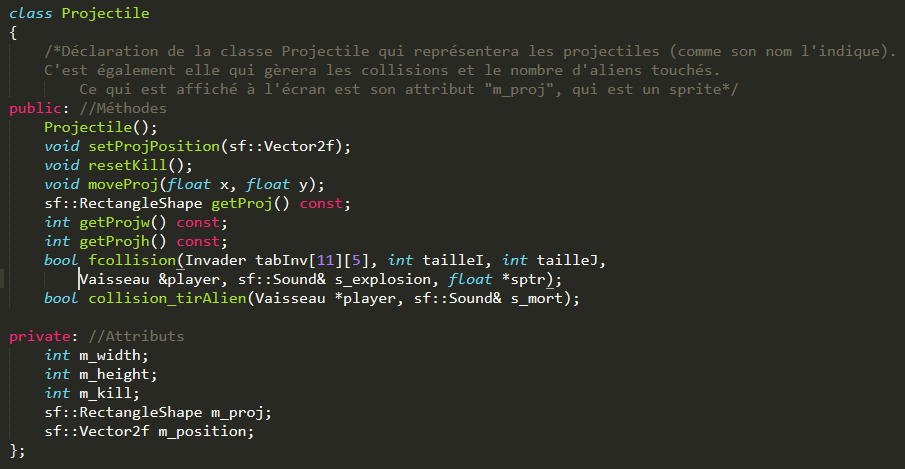 class Projectile
{
/*Déclaration de la classe Projectile qui représentera les projectiles (comme son nom l'indique).
C'est également elle qui gèrera les collisions et le nombre d'aliens touchés.
Ce qui est affiché à l'écran est son attribut "m_proj", qui est un sprite*/
public: //Méthodes
Projectile();
void setProjPosition(sf::Vector2f);
void resetKill();
void moveProj(float x, float y);
sf::RectangleShape getProj() const;
int getProjw() const;
int getProjh() const;
bool fcollision(Invader tabInv[11][5], int tailleI, int tailleJ,
Vaisseau &player, sf::Sound& s_explosion, float *sptr);
bool collision_tirAlien(Vaisseau *player, sf::Sound& s_mort);
private: //Attributs
int m_width;
int m_height;
int m_kill;
sf::RectangleShape m_proj;
sf::Vector2f m_position;
};